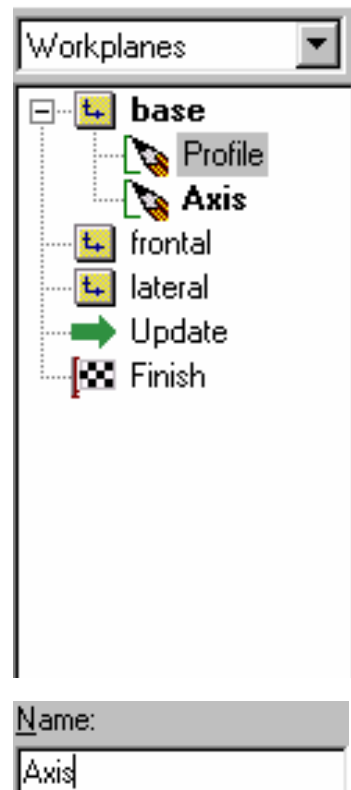 Workplanes
base
Profile
Axis
frontal
lateral
Update
Finish
Name:
Axis